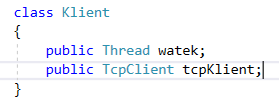 class Klient
{
    public Thread watek;
    public TcpClient tcpKlient;
}